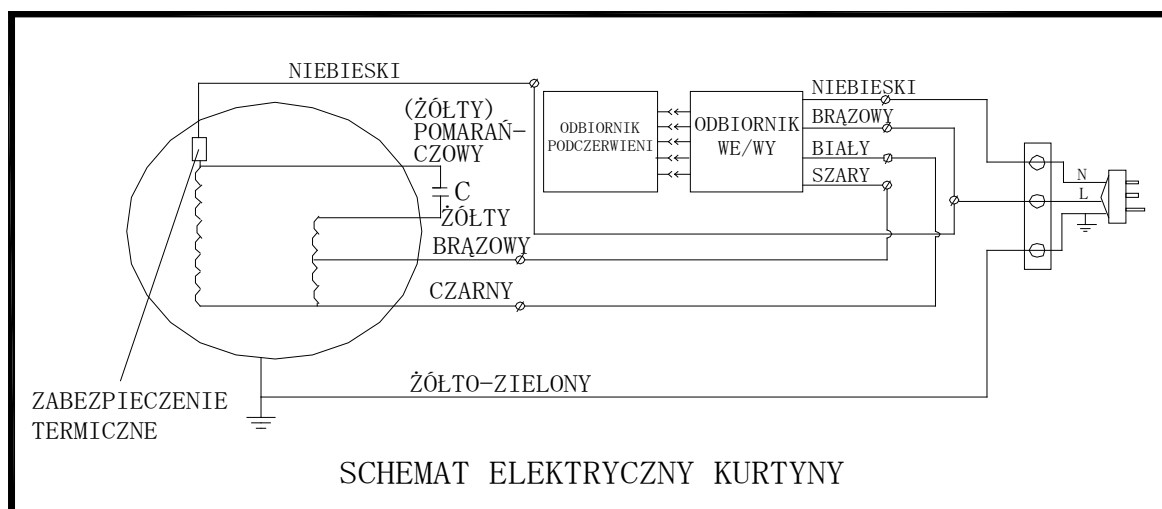 NIEBIESKI
(ŻÓŁTY)
POMARAŃ-
CZOWY
C
ŻÓŁTY
BRĄZOWY
CZARNY
ŻÓŁTO-ZIELONY
ZABEZPIECZENIE
TERMICZNE
ODBIORNIK
PODCZERWIENI
ODBIORNIK
WE/WY
NIEBIESKI
BRĄZOWY
BIAŁY
SZARY
N
L
SCHEMAT ELEKTRYCZNY KURTYNY